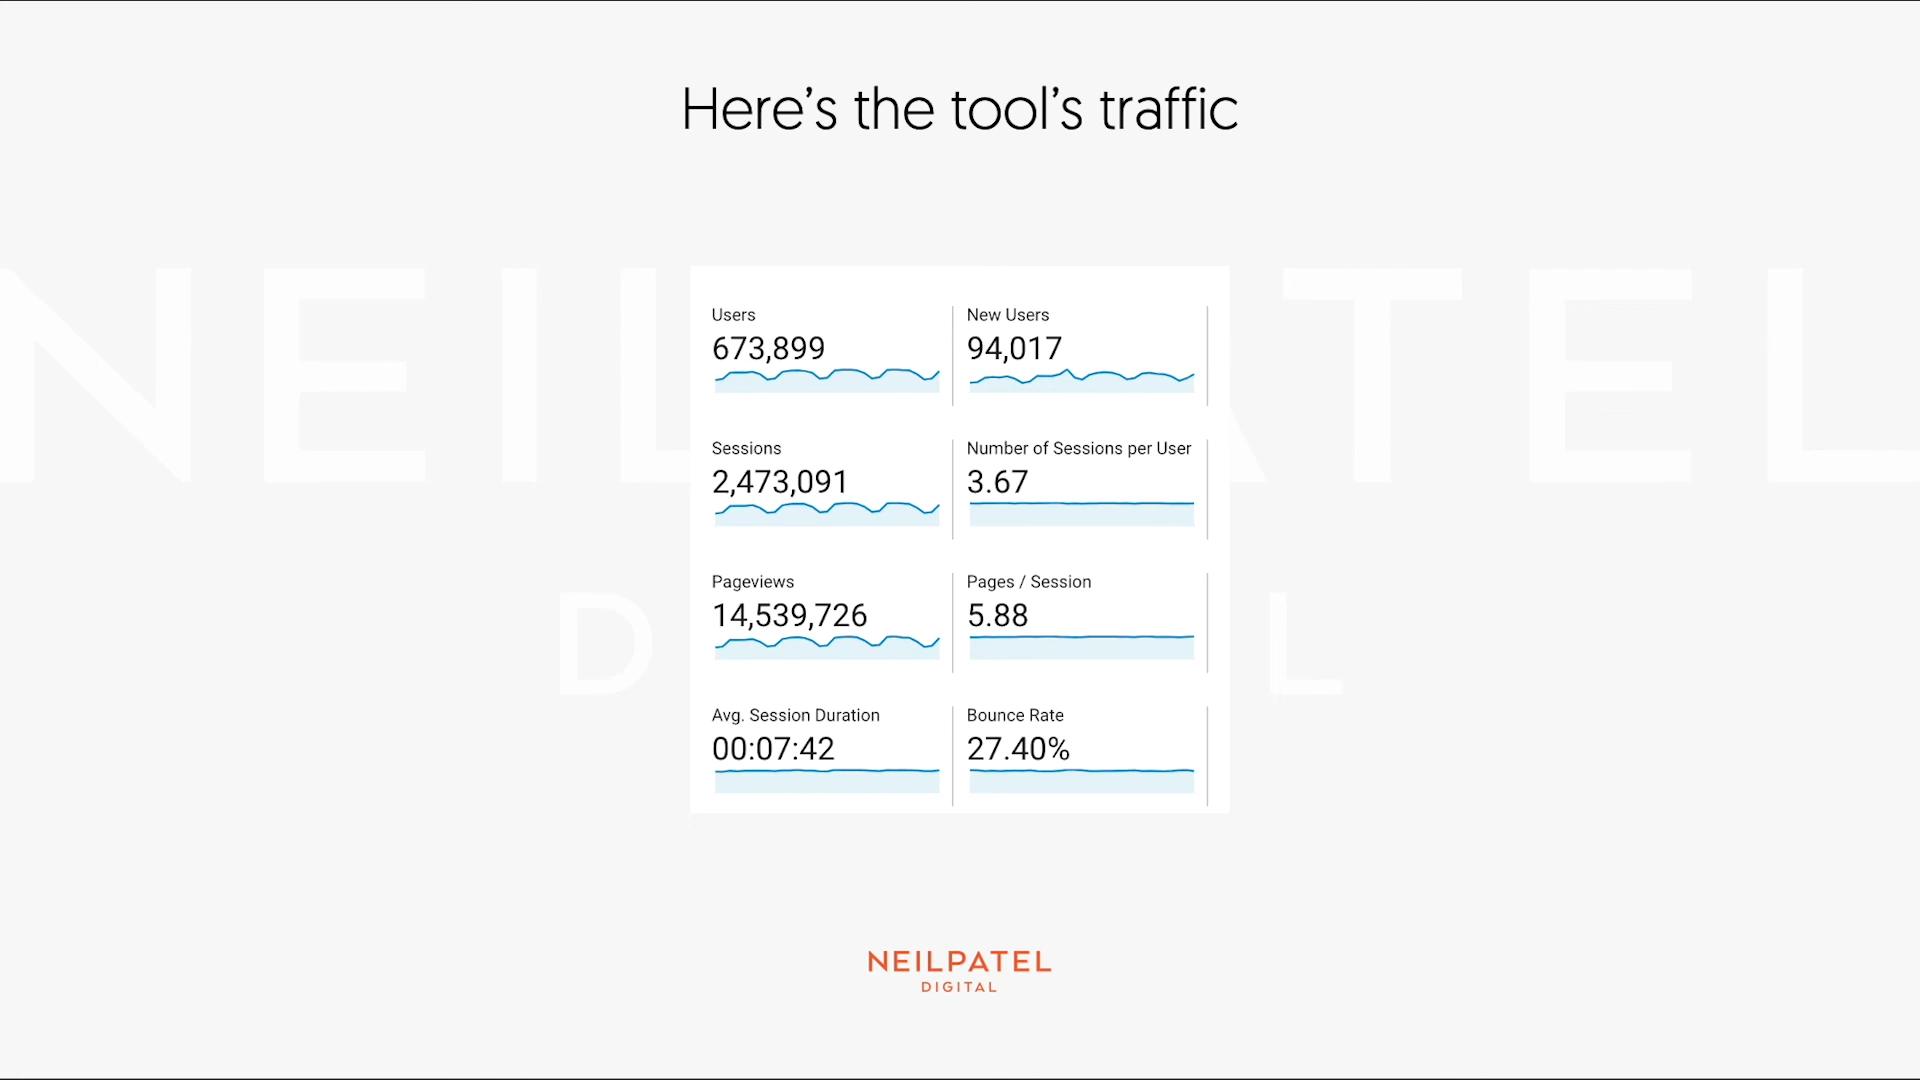 Here’s the tool’s traffic
NEILPATEL
DIGITAL
Users
673,899
New Users
94,017
Sessions
2,473,091
Number of Sessions per User
3.67
Pageviews
14,539,726
Pages / Session
5.88
Avg. Session Duration
00:07:42
Bounce Rate
27.40%
NEILPATEL
DIGITAL